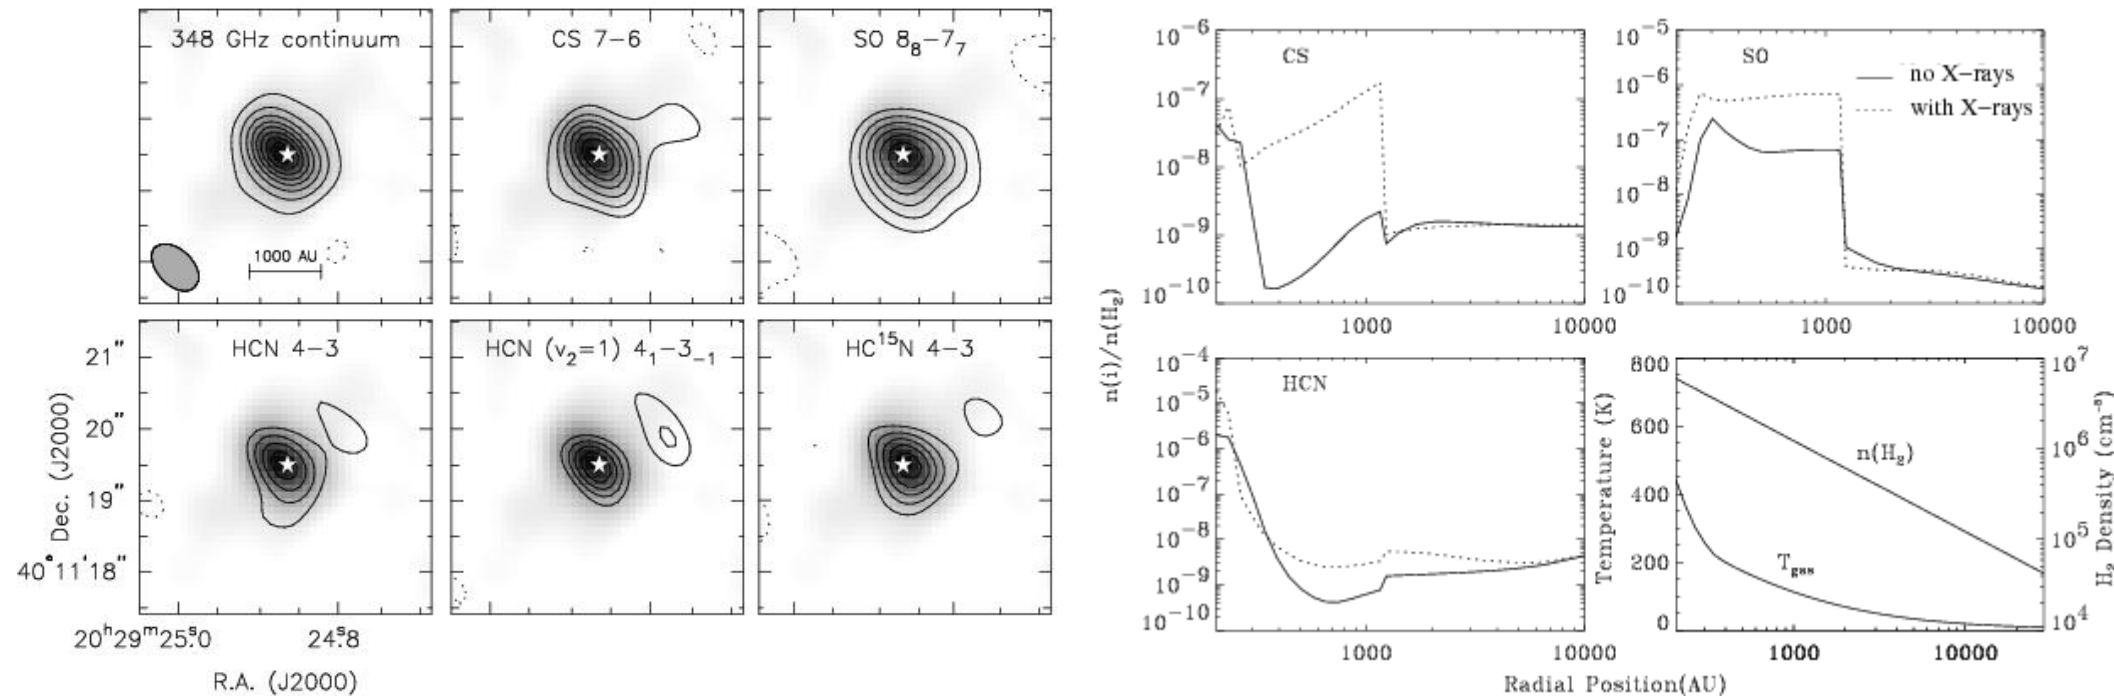 348 GHz continuum
CS 7-6
SO 8₈-7₇
1000 AU
HCN 4-3
HCN (v₂=1) 4₁-3₋₁
HC¹⁵N 4-3
21"
20"
19"
40°11'18"
Dec. (J2000)
20ʰ29ᵐ25ˢ.0
24ˢ.8
R.A. (J2000)
CS
10⁻⁶
10⁻⁷
10⁻⁸
10⁻⁹
10⁻¹⁰
1000
10000
SO
no X-rays
with X-rays
10⁻⁵
10⁻⁶
10⁻⁷
10⁻⁸
10⁻⁹
10⁻¹⁰
1000
10000
n(i)/n(H₂)
HCN
10⁻⁴
10⁻⁵
10⁻⁶
10⁻⁷
10⁻⁸
10⁻⁹
10⁻¹⁰
1000
10000
Temperature (K)
800
600
400
200
0
n(H₂)
T gas
10⁷
10⁶
10⁵
10⁴
H₂ Density (cm⁻³)
1000
10000
Radial Position(AU)